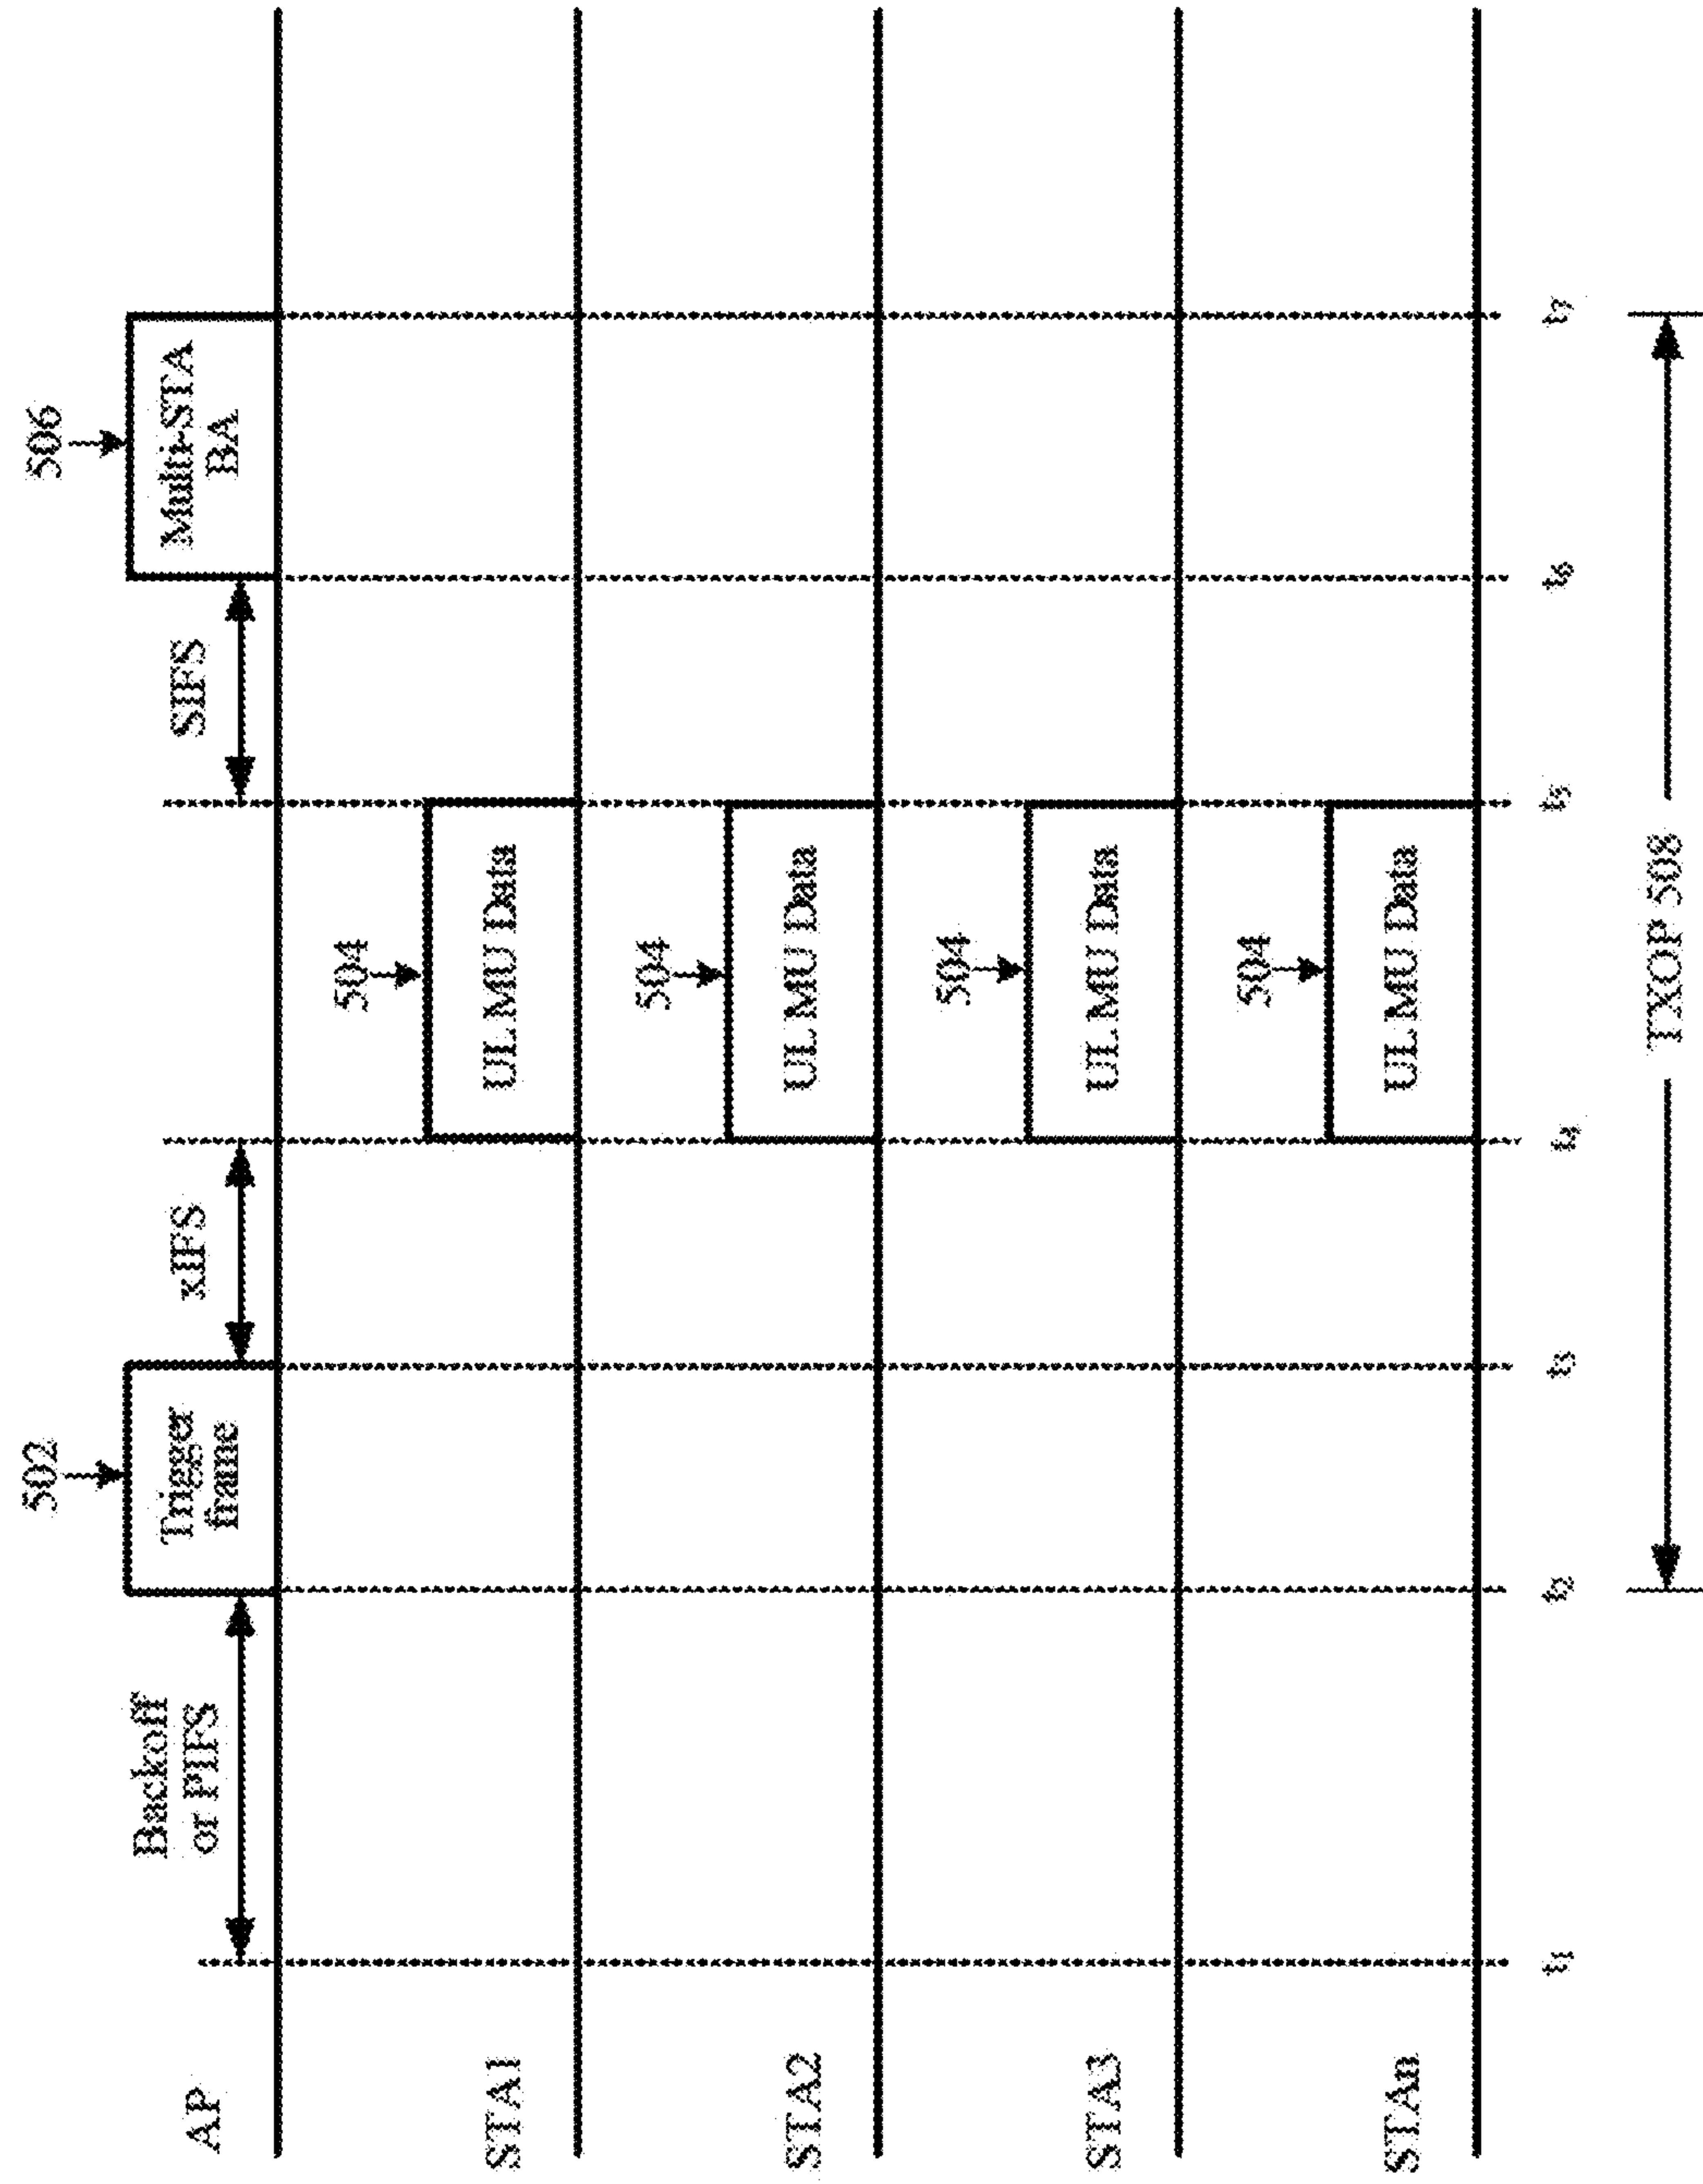 502
506
Backoff
or PIFS
Trigger
frame
xIFS
SIFS
Multi-STA
BA
AP
504
UL MU Data
STA1
504
UL MU Data
STA2
504
UL MU Data
STA3
504
UL MU Data
STAn
t1 t2 t3 t4 t5 t6 t7
TXOP 508